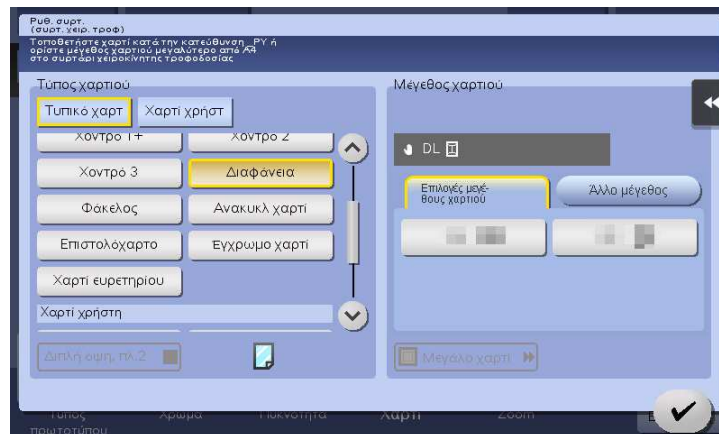 Ρυθ. συρτ.
(συρτ. χειρ. τροφ)
Τοποθετήστε χαρτί κατά την κατεύθυνση ΡΥ ή
ορίστε μέγεθος χαρτιού μεγαλύτερο από A4
στο συρτάρι χειροκίνητης τροφοδοσίας
Τύπος χαρτιού
Μέγεθος χαρτιού
Τυπικό χαρτ
Χαρτί χρήστ
Χοντρό 1+
Χοντρό 2
DL
Χοντρό 3
Διαφάνεια
Επιλογές μεγέ-
θους χαρτιού
Άλλο μέγεθος
Φάκελος
Ανακυκλ χαρτί
Επιστολόχαρτο
Έγχρωμο χαρτί
Χαρτί ευρετηρίου
Χαρτί χρήστη
Διπλή όψη, πλ.2
Μεγάλο χαρτί
Τύπος
πρωτοτύπου
Χρώμα
Πυκνότητα
Χαρτί
Zoom